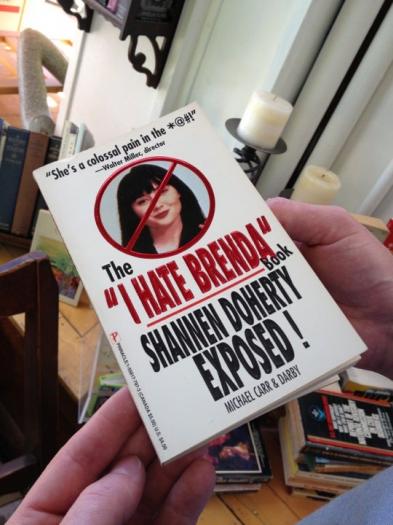 "She's a colossal pain in the *@#!"
—Walter Miller, director
The
"I HATE BRENDA"
Book
SHANNEN DOHERTY
EXPOSED!
MICHAEL CARR & DARBY